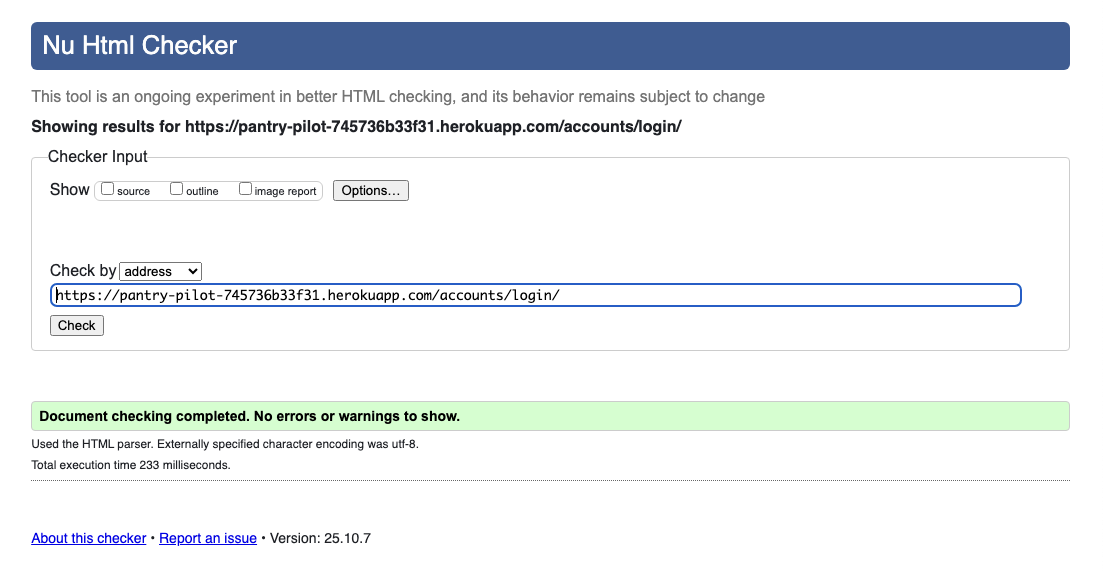 Nu Html Checker
This tool is an ongoing experiment in better HTML checking, and its behavior remains subject to change
Showing results for https://pantry-pilot-745736b33f31.herokuapp.com/accounts/login/
Checker Input
Show source outline image report Options...
Check by address
https://pantry-pilot-745736b33f31.herokuapp.com/accounts/login/
Check
Document checking completed. No errors or warnings to show.
Used the HTML parser. Externally specified character encoding was utf-8.
Total execution time 233 milliseconds.
About this checker • Report an issue • Version: 25.10.7